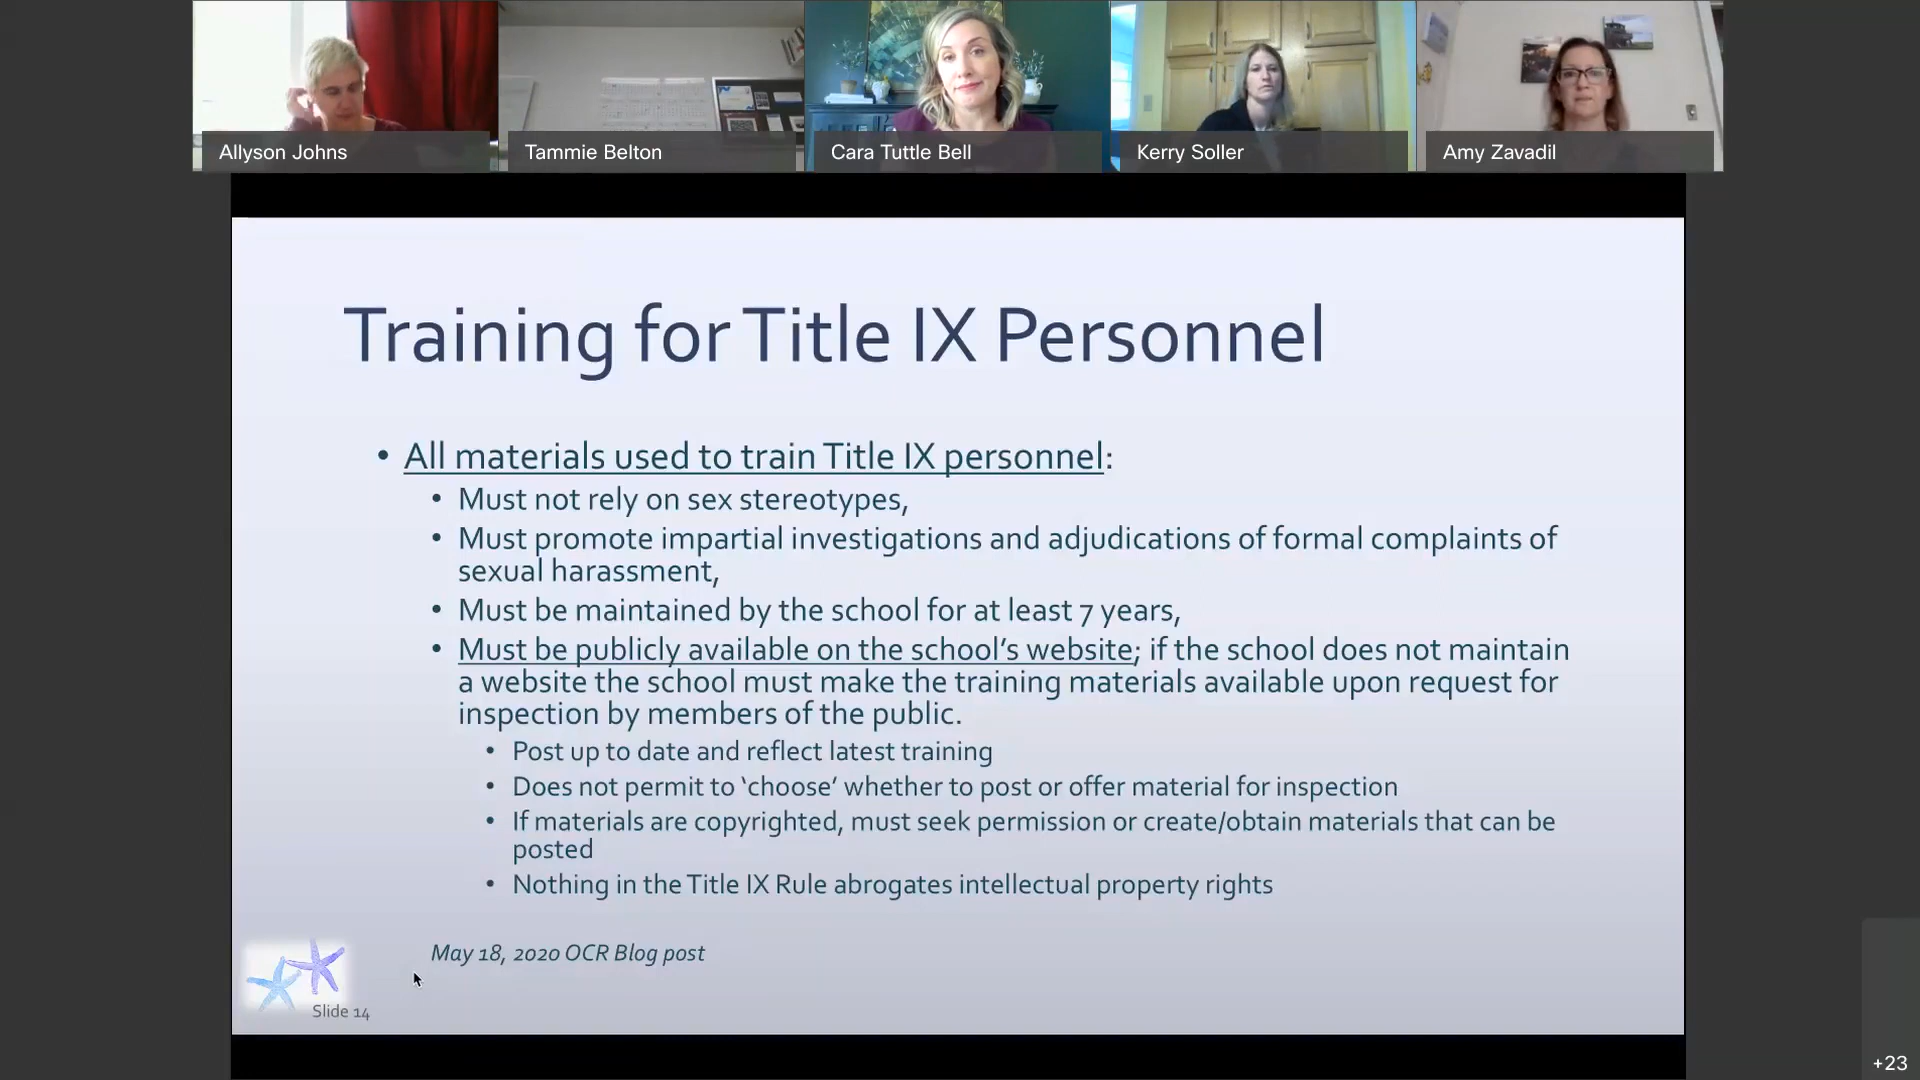 Allyson Johns
Tammie Belton
Cara Tuttle Bell
Kerry Soller
Amy Zavadil
Training for Title IX Personnel
• All materials used to train Title IX personnel:
• Must not rely on sex stereotypes,
• Must promote impartial investigations and adjudications of formal complaints of
sexual harassment,
• Must be maintained by the school for at least 7 years,
• Must be publicly available on the school’s website; if the school does not maintain
a website the school must make the training materials available upon request for
inspection by members of the public.
• Post up to date and reflect latest training
• Does not permit to ‘choose’ whether to post or offer material for inspection
• If materials are copyrighted, must seek permission or create/obtain materials that can be
posted
• Nothing in the Title IX Rule abrogates intellectual property rights
May 18, 2020 OCR Blog post
Slide 14
+23